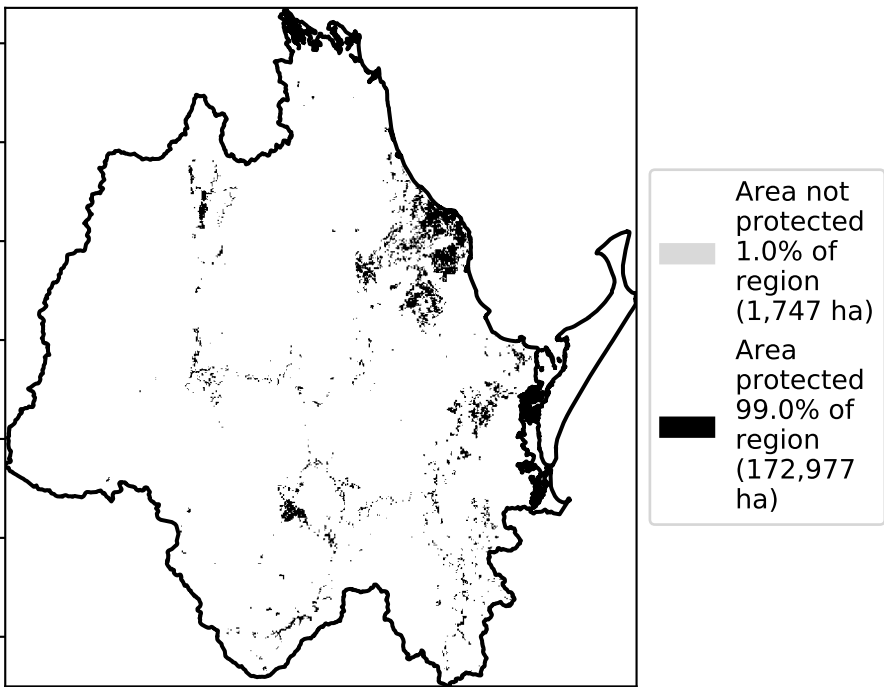 Area not
protected
1.0% of
region
(1,747 ha)
Area
protected
99.0% of
region
(172,977
ha)